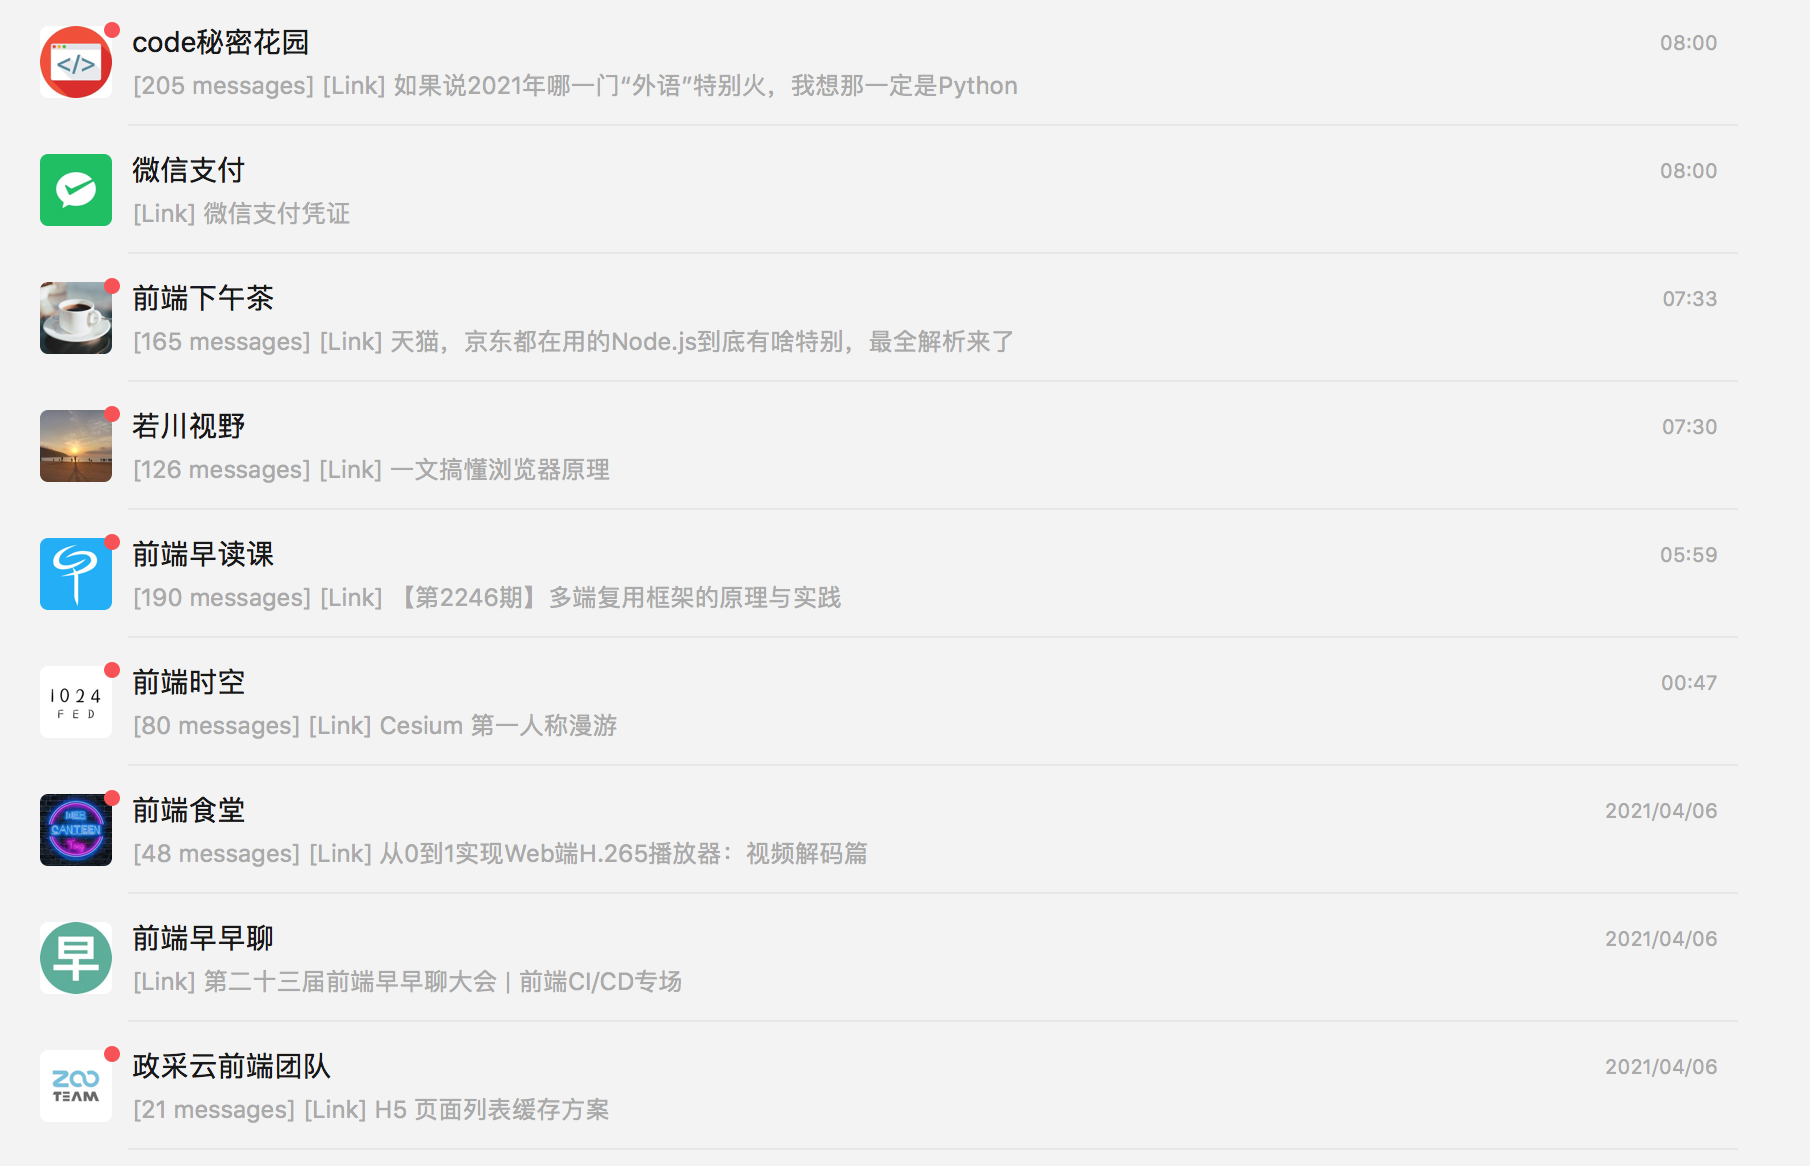 code秘密花园
08:00
[205 messages] [Link] 如果说2021年哪一门“外语”特别火，我想那一定是Python
微信支付
08:00
[Link] 微信支付凭证
前端下午茶
07:33
[165 messages] [Link] 天猫，京东都在用的Node.js到底有啥特别，最全解析来了
若川视野
07:30
[126 messages] [Link] 一文搞懂浏览器原理
前端早读课
05:59
[190 messages] [Link] 【第2246期】多端复用框架的原理与实践
1024
FED
前端时空
00:47
[80 messages] [Link] Cesium 第一人称漫游
WEB
CANTEEN
前端食堂
2021/04/06
[48 messages] [Link] 从0到1实现Web端H.265播放器：视频解码篇
早
前端早早聊
2021/04/06
[Link] 第二十三届前端早早聊大会 | 前端CI/CD专场
ZOO
TEAM
政采云前端团队
2021/04/06
[21 messages] [Link] H5 页面列表缓存方案